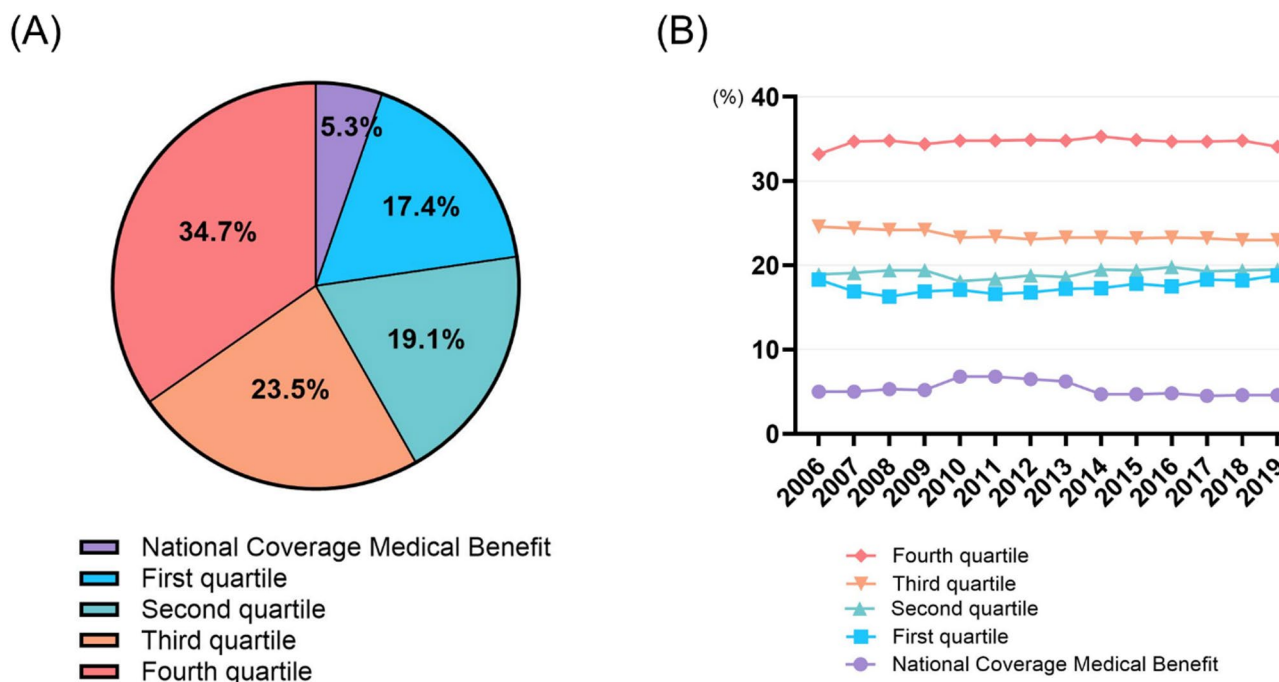 (A)
5.3%
17.4%
34.7%
19.1%
23.5%
National Coverage Medical Benefit
First quartile
Second quartile
Third quartile
Fourth quartile
(B)
(%)
40
30
20
10
0
2006
2007
2008
2009
2010
2011
2012
2013
2014
2015
2016
2017
2018
2019
Fourth quartile
Third quartile
Second quartile
First quartile
National Coverage Medical Benefit